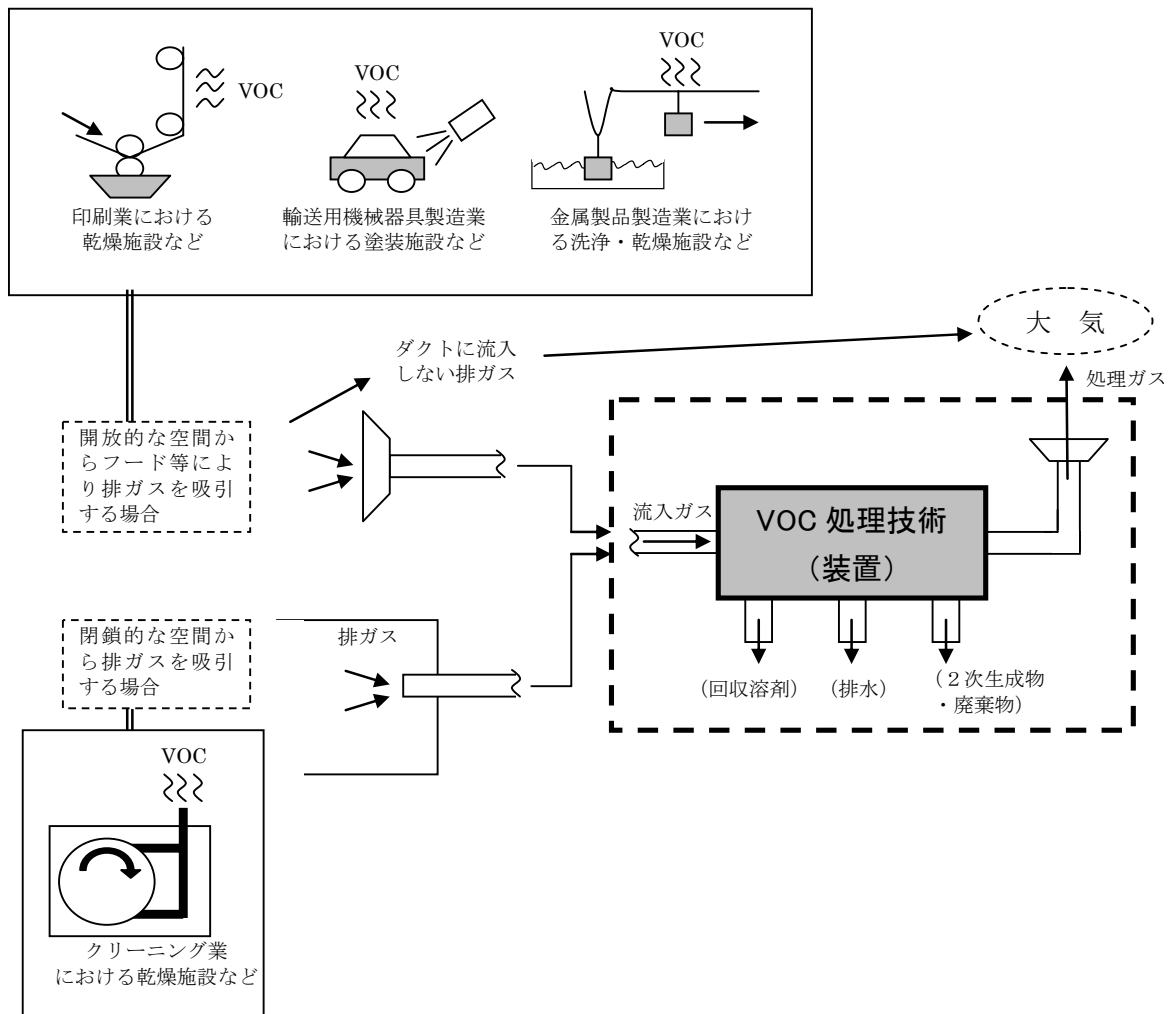 VOC
VOC
VOC
印刷業における
乾燥施設など
輸送用機械器具製造業
における塗装施設など
金属製品製造業におけ
る洗浄・乾燥施設など
大 気
ダクトに流入
しない排ガス
処理ガス
開放的な空間か
らフード等によ
り排ガスを吸引
する場合
流入ガス
VOC 処理技術
（装置）
閉鎖的な空間か
ら排ガスを吸引
する場合
排ガス
（回収溶剤）
（排水）
（２次生成物
・廃棄物）
VOC
クリーニング業
における乾燥施設など